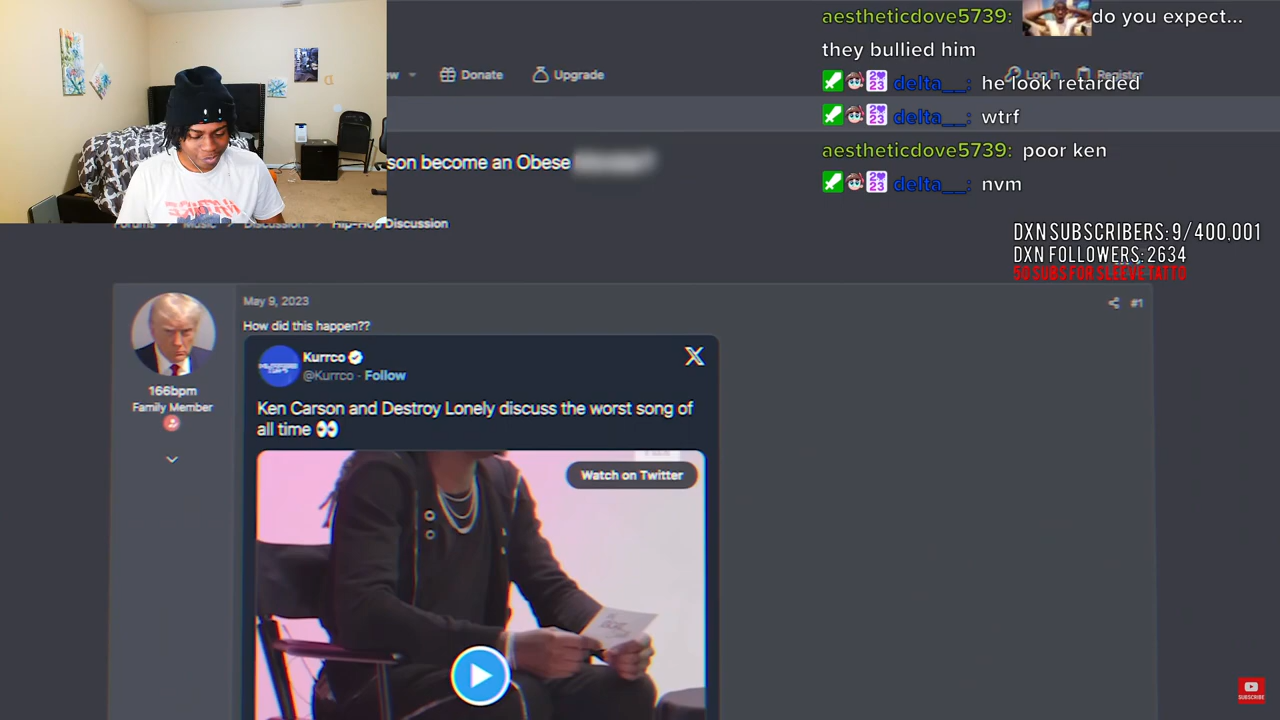 aestheticdove5739: do you expect...
they bullied him
delta__: he look retarded
delta__: wtrf
aestheticdove5739: poor ken
delta__: nvm
Donate
Upgrade
Log in
Register
son become an Obese
Forums > Music > Discussion > Hip-Hop Discussion
DXN SUBSCRIBERS: 9/400,001
DXN FOLLOWERS: 2634
50 SUBS FOR SLEEVE TATTO
May 9, 2023
#1
How did this happen??
166bpm
Family Member
Kurrco
@Kurrco · Follow
Ken Carson and Destroy Lonely discuss the worst song of
all time 👀
Watch on Twitter
SUBSCRIBE